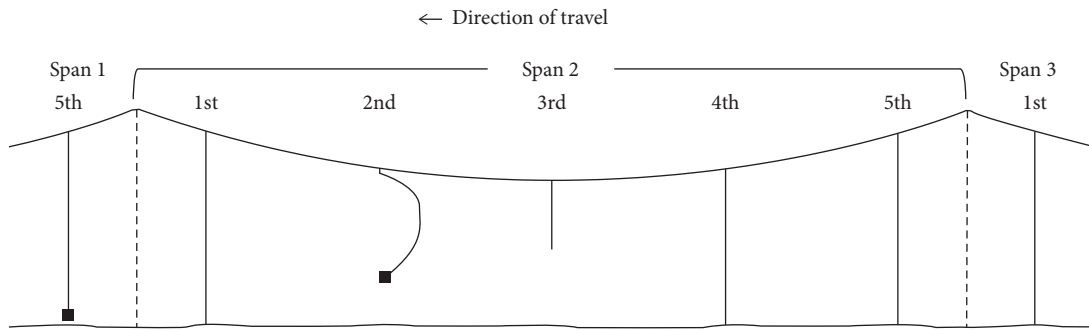 ← Direction of travel
Span 1 Span 2 Span 3
5th 1st 2nd 3rd 4th 5th 1st